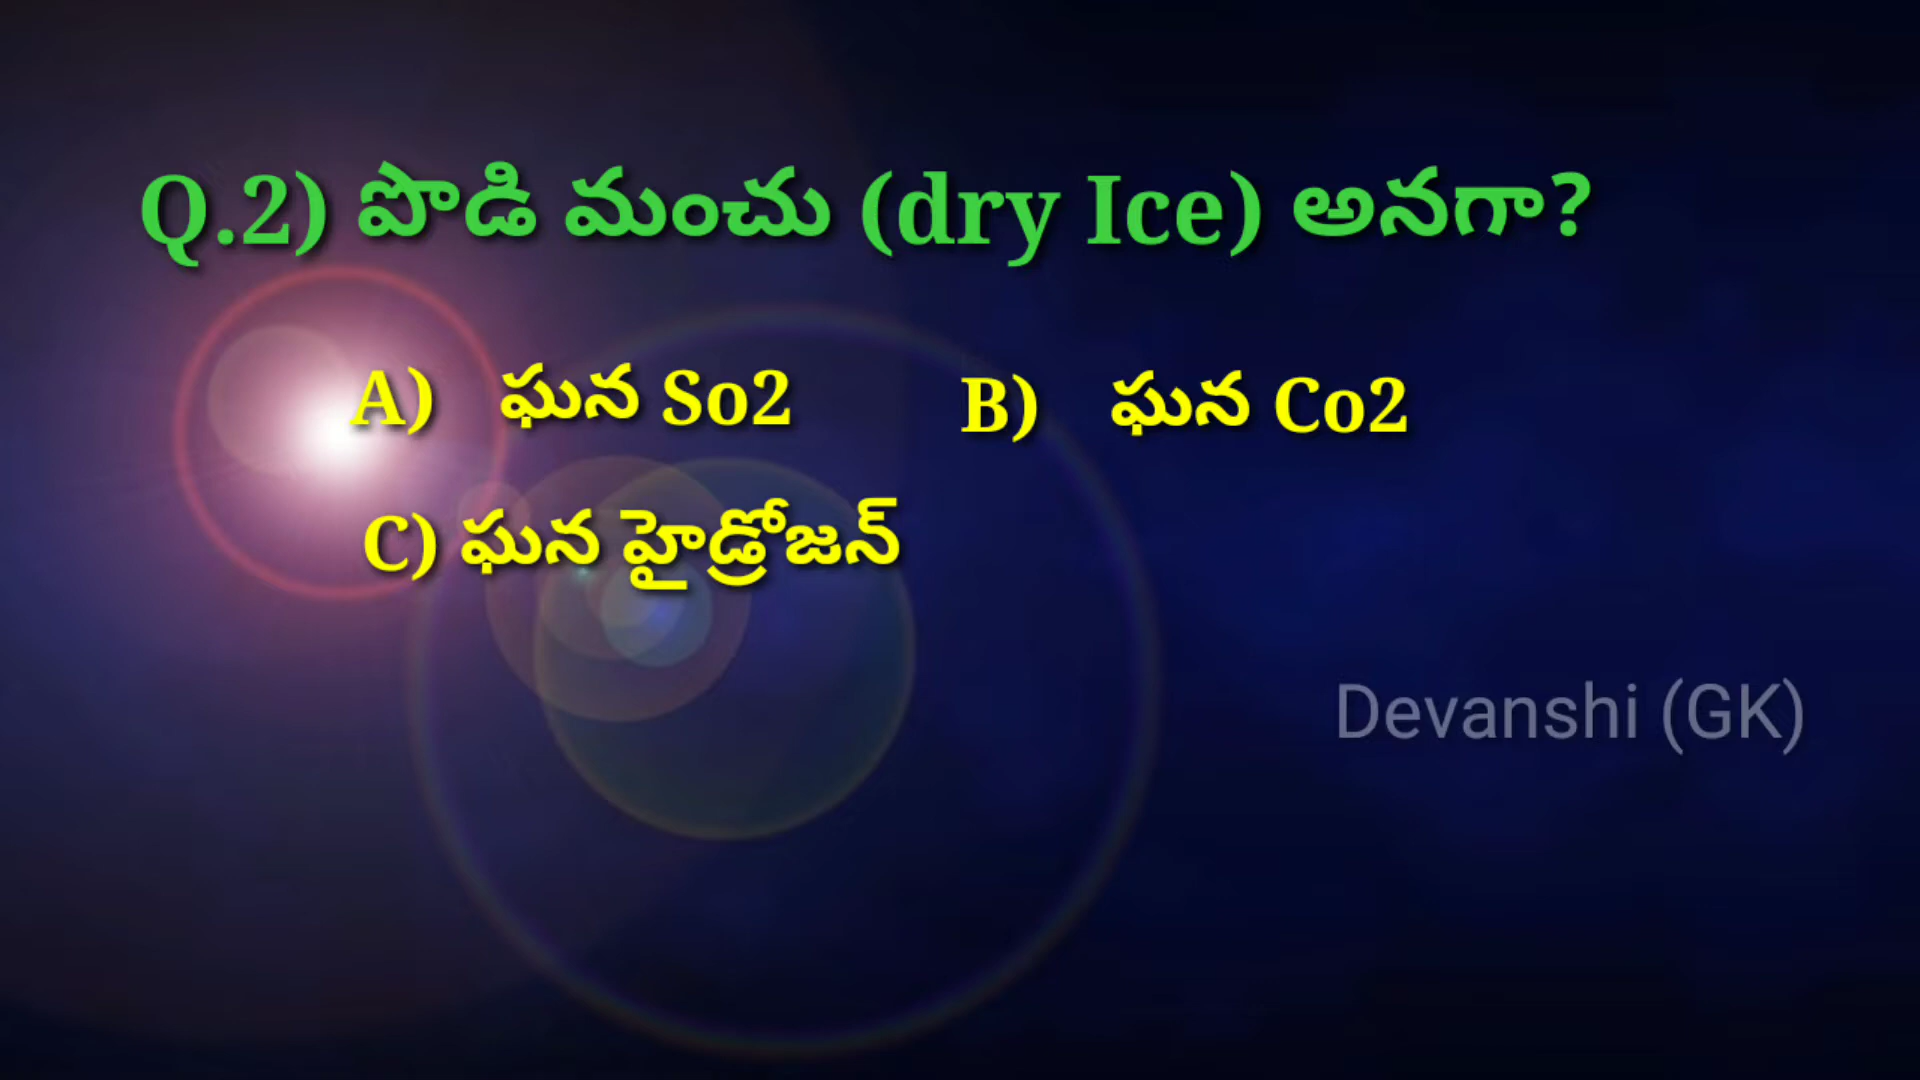 Q.2) పొడి మంచు (dry Ice) అనగా?
A) ఘన So2 B) ఘన Co2
C) ఘన హైడ్రోజన్
Devanshi (GK)